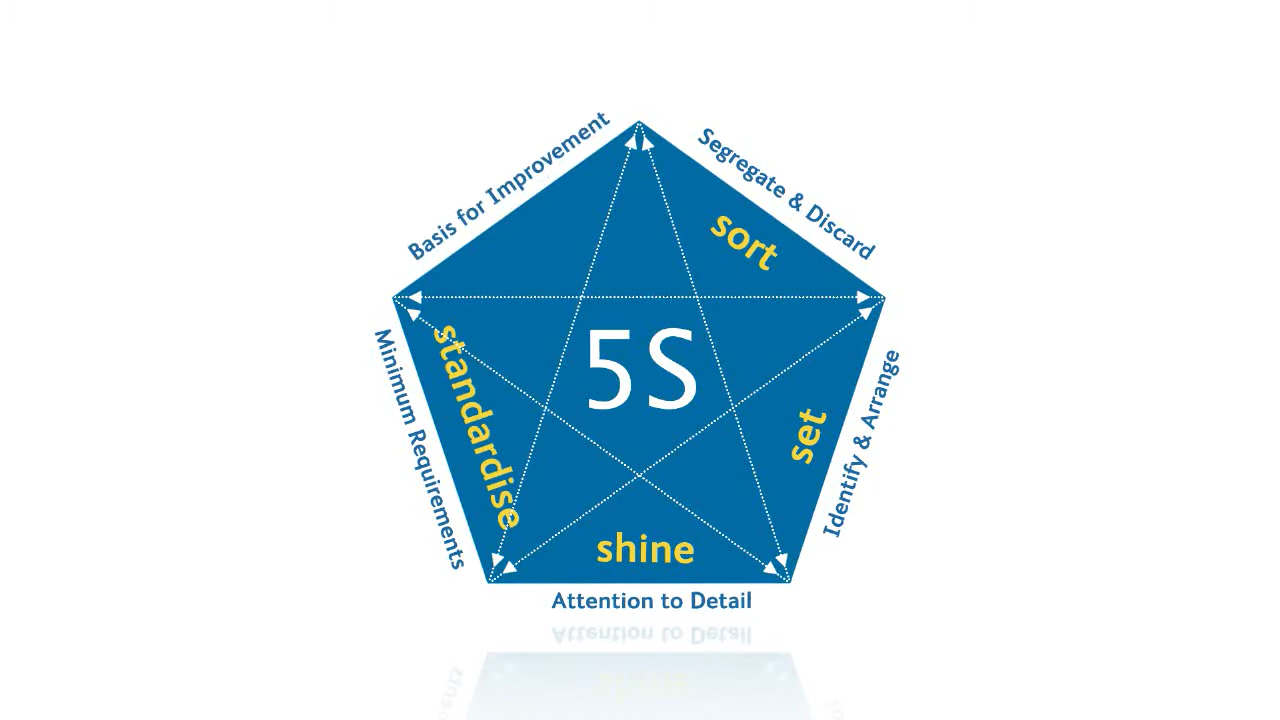 Basis for Improvement
Segregate & Discard
sort
5S
Identify & Arrange
set
Minimum Requirements
standardise
shine
Attention to Detail